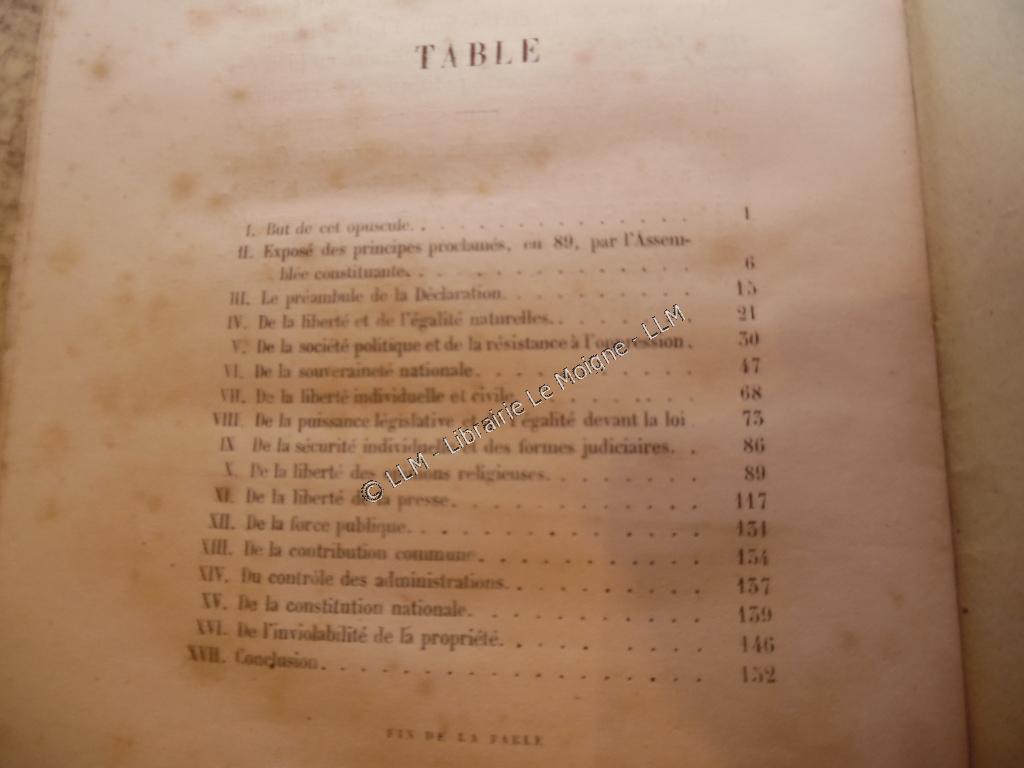 TABLE
I. But de cet opuscule. . . . . . . . . . . . . 1
II. Exposé des principes proclamés, en 89, par l'Assem-
blée constituante. . . . . . . . . . . . . 6
III. Le préambule de la Déclaration. . . . . . . . . 15
IV. De la liberté et de l'égalité naturelles. . . . . . . 21
V. De la société politique et de la résistance à l'oppression. 30
VI. De la souveraineté nationale. . . . . . . . . . 47
VII. De la liberté individuelle et civile. . . . . . . . 68
VIII. De la puissance législative et de l'égalité devant la loi. 73
IX. De la sécurité individuelle et des formes judiciaires. . 86
X. De la liberté des opinions religieuses. . . . . . . 89
XI. De la liberté de la presse. . . . . . . . . . . 117
XII. De la force publique. . . . . . . . . . . . 131
XIII. De la contribution commune. . . . . . . . . . 134
XIV. Du contrôle des administrations. . . . . . . . . 137
XV. De la constitution nationale. . . . . . . . . . 139
XVI. De l'inviolabilité de la propriété. . . . . . . . 146
XVII. Conclusion. . . . . . . . . . . . . . . . 152
FIN DE LA TABLE
© LLM - Librairie Le Moigne - LLM